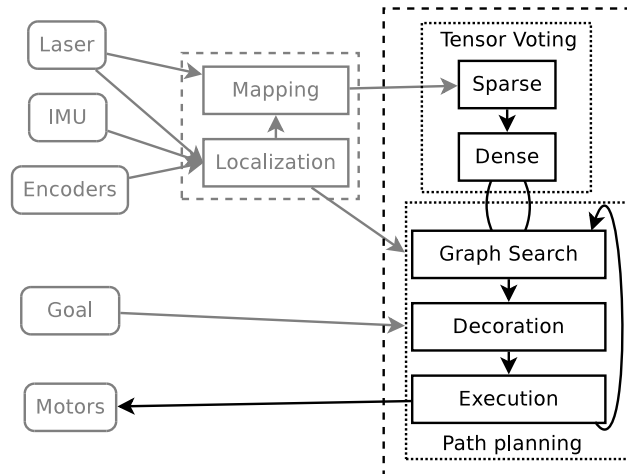 Laser
IMU
Encoders
Mapping
Localization
Tensor Voting
Sparse
Dense
Graph Search
Goal
Decoration
Motors
Execution
Path planning